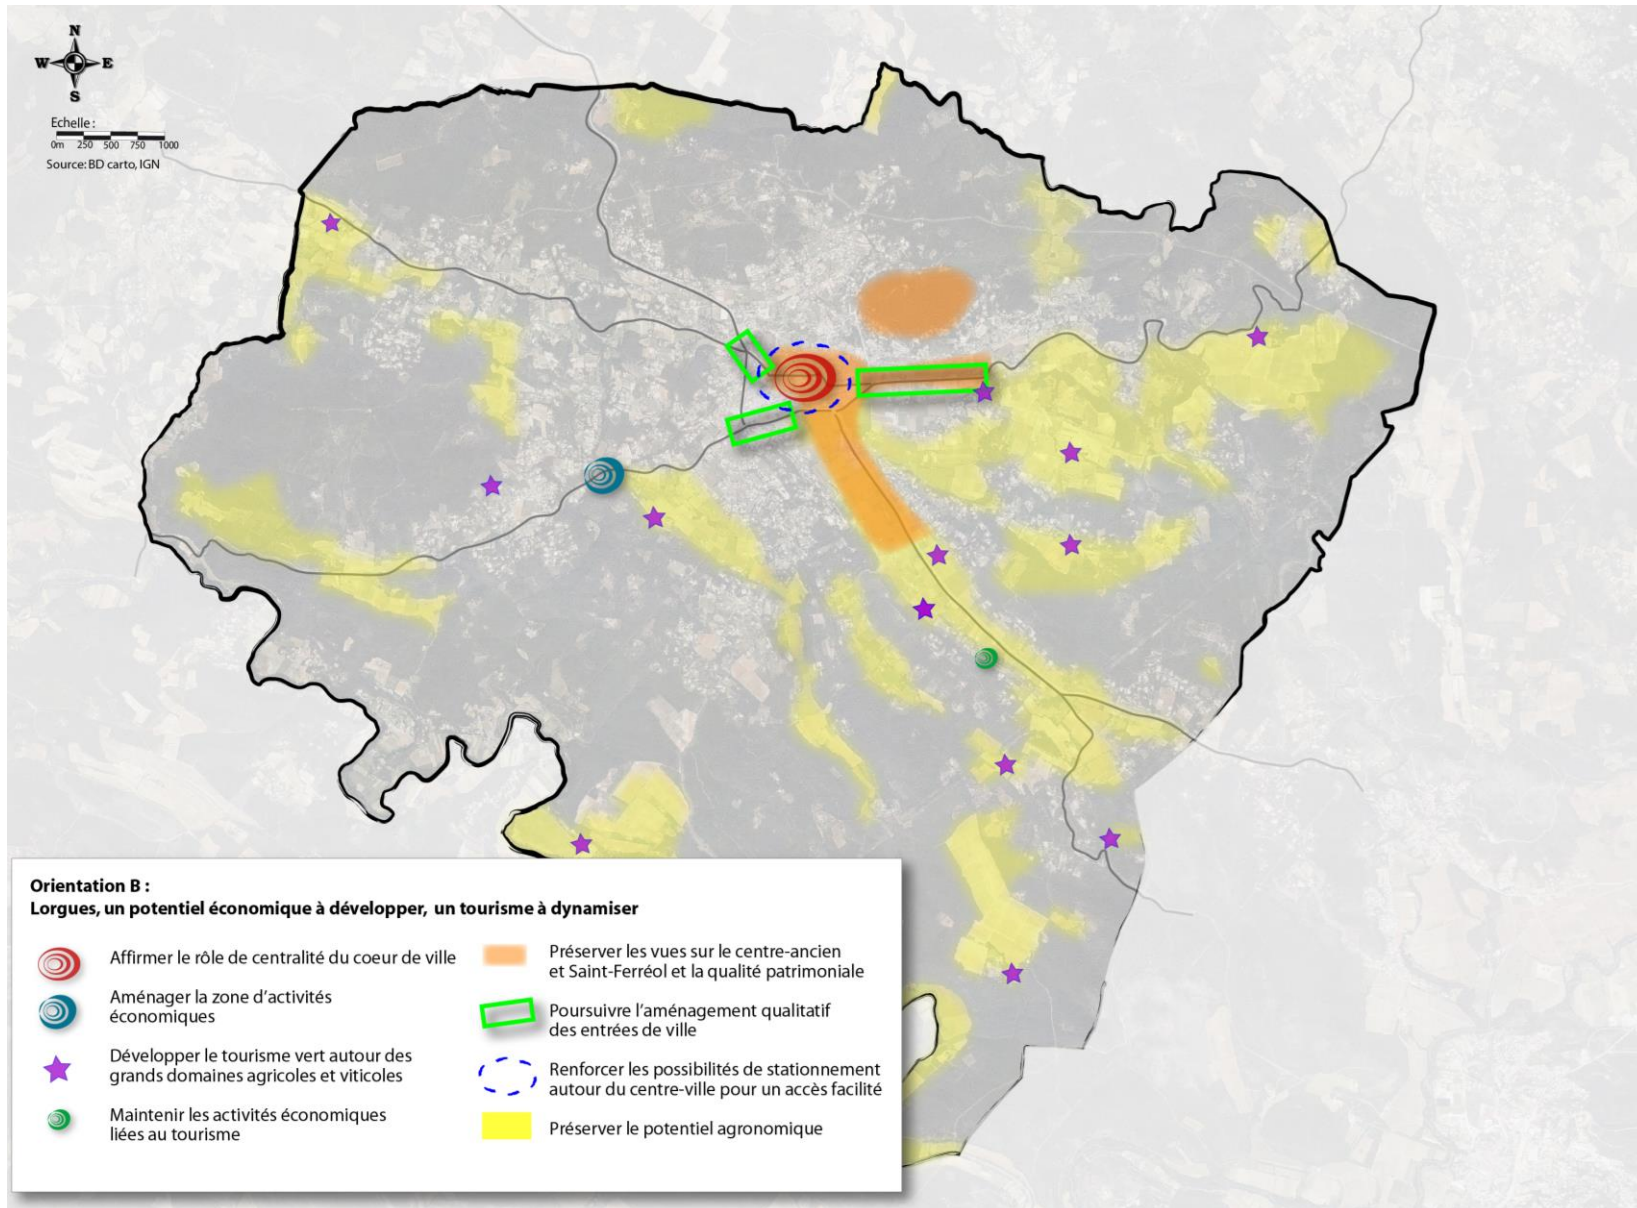 N
W E
S
Echelle :
0m 250 500 750 1000
Source: BD carto, IGN
Orientation B :
Lorgues, un potentiel économique à développer, un tourisme à dynamiser
Affirmer le rôle de centralité du coeur de ville
Aménager la zone d'activités
économiques
Développer le tourisme vert autour des
grands domaines agricoles et viticoles
Maintenir les activités économiques
liées au tourisme
Préserver les vues sur le centre-ancien
et Saint-Ferréol et la qualité patrimoniale
Poursuivre l'aménagement qualitatif
des entrées de ville
Renforcer les possibilités de stationnement
autour du centre-ville pour un accès facilité
Préserver le potentiel agronomique